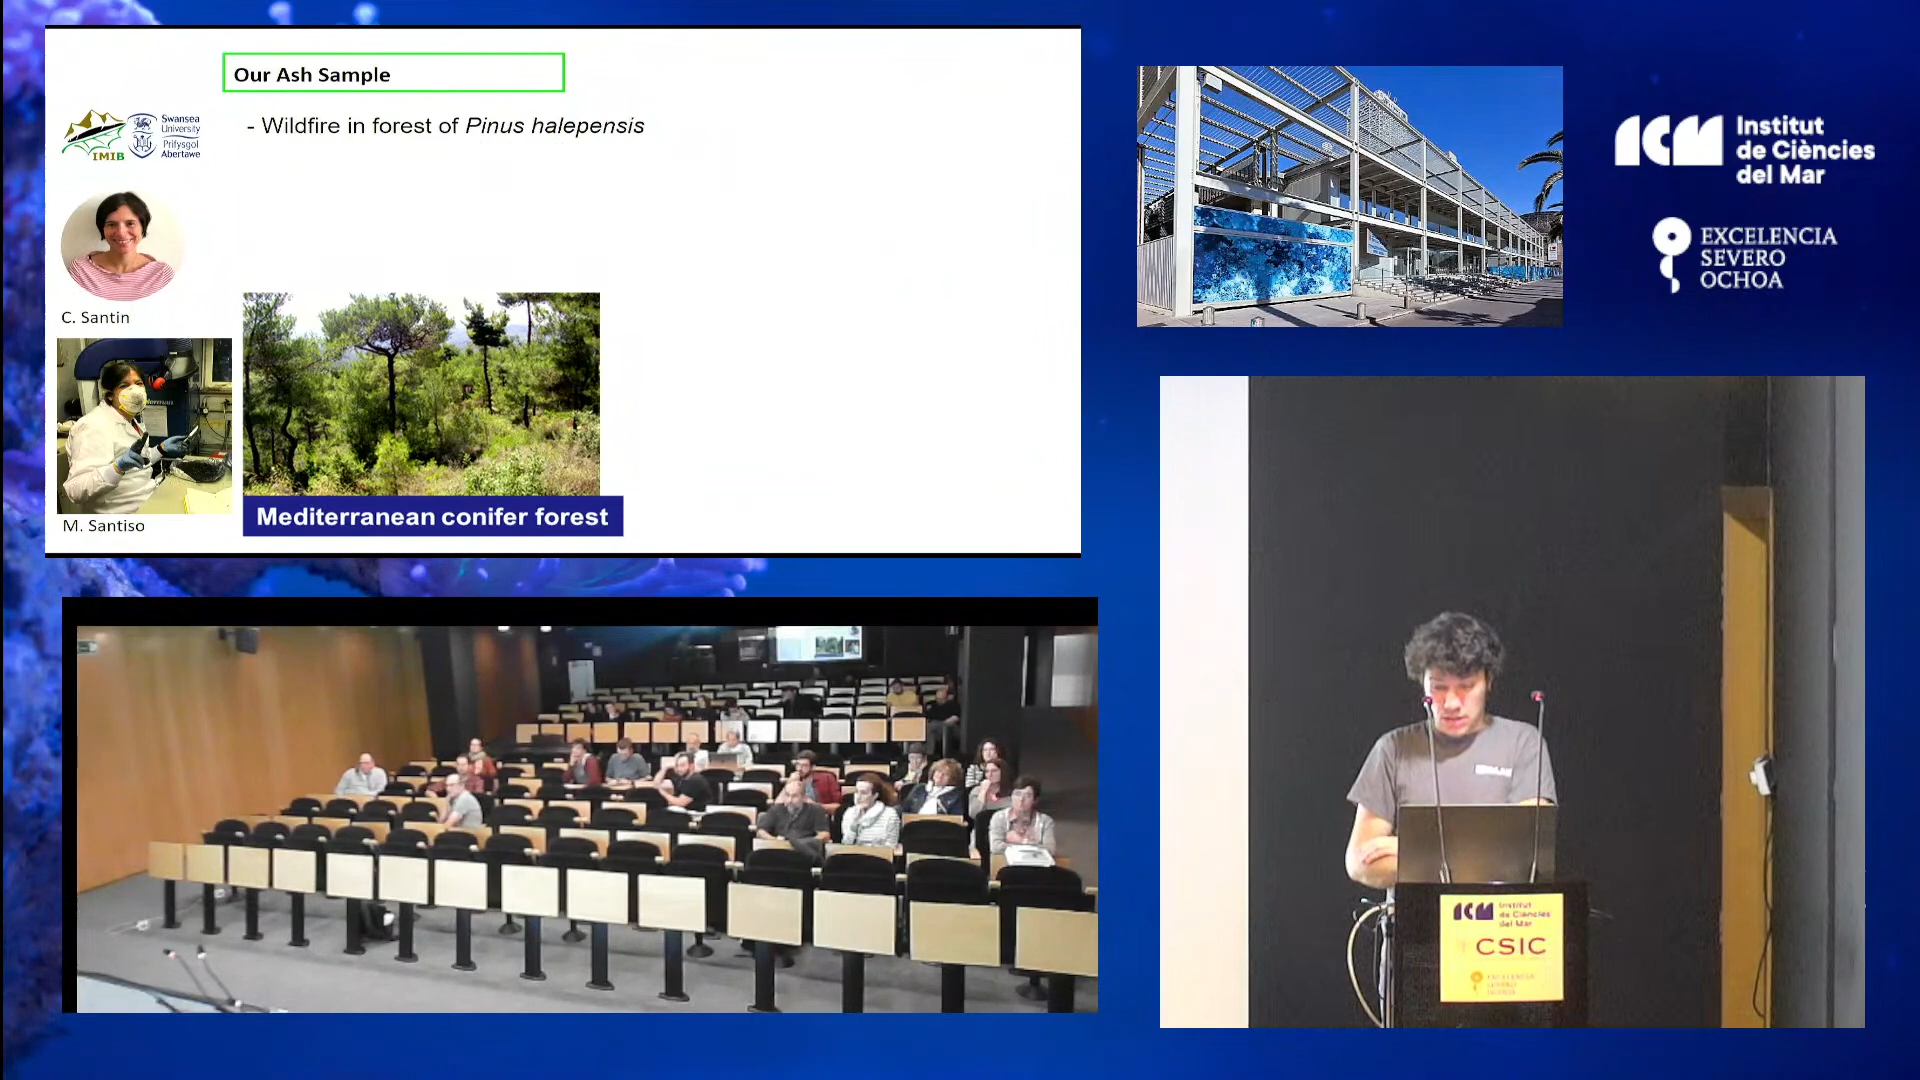 Our Ash Sample
- Wildfire in forest of Pinus halepensis
IMIB
Swansea
University
Prifysgol
Abertawe
C. Santin
M. Santiso
Mediterranean conifer forest
ICM
Institut
de Ciències
del Mar
EXCELENCIA
SEVERO
OCHOA
ICM
Institut
de Ciències
del Mar
CSIC